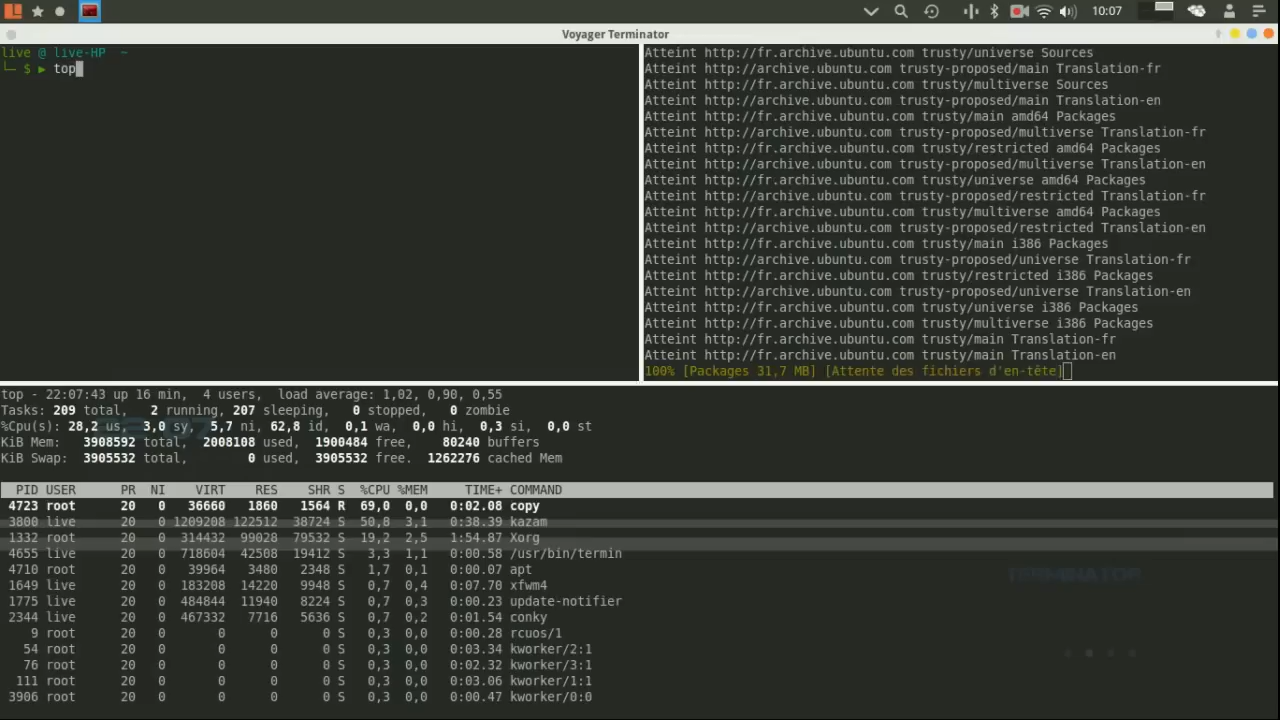 10:07
Voyager Terminator
live @ live-HP ~
└─ $ ▶ top
Atteint http://fr.archive.ubuntu.com trusty/universe Sources
Atteint http://fr.archive.ubuntu.com trusty-proposed/main Translation-fr
Atteint http://fr.archive.ubuntu.com trusty/multiverse Sources
Atteint http://fr.archive.ubuntu.com trusty-proposed/main Translation-en
Atteint http://fr.archive.ubuntu.com trusty/main amd64 Packages
Atteint http://fr.archive.ubuntu.com trusty-proposed/multiverse Translation-fr
Atteint http://fr.archive.ubuntu.com trusty/restricted amd64 Packages
Atteint http://archive.ubuntu.com trusty-proposed/multiverse Translation-en
Atteint http://fr.archive.ubuntu.com trusty/universe amd64 Packages
Atteint http://fr.archive.ubuntu.com trusty-proposed/restricted Translation-fr
Atteint http://fr.archive.ubuntu.com trusty/multiverse amd64 Packages
Atteint http://fr.archive.ubuntu.com trusty-proposed/restricted Translation-en
Atteint http://fr.archive.ubuntu.com trusty/main i386 Packages
Atteint http://archive.ubuntu.com trusty-proposed/universe Translation-fr
Atteint http://fr.archive.ubuntu.com trusty/restricted i386 Packages
Atteint http://archive.ubuntu.com trusty-proposed/universe Translation-en
Atteint http://fr.archive.ubuntu.com trusty/universe i386 Packages
Atteint http://fr.archive.ubuntu.com trusty/multiverse i386 Packages
Atteint http://fr.archive.ubuntu.com trusty/main Translation-fr
Atteint http://fr.archive.ubuntu.com trusty/main Translation-en
100% [Packages 31,7 MB] [Attente des fichiers d'en-tête]
top - 22:07:43 up 16 min, 4 users, load average: 1,02, 0,90, 0,55
Tasks: 209 total, 2 running, 207 sleeping, 0 stopped, 0 zombie
%Cpu(s): 28,2 us, 3,0 sy, 5,7 ni, 62,8 id, 0,1 wa, 0,0 hi, 0,3 si, 0,0 st
KiB Mem: 3908592 total, 2008108 used, 1900484 free, 80240 buffers
KiB Swap: 3905532 total, 0 used, 3905532 free. 1262276 cached Mem
PID USER PR NI VIRT RES SHR S %CPU %MEM TIME+ COMMAND
4723 root 20 0 36660 1860 1564 R 69,0 0,0 0:02.08 copy
3800 live 20 0 1209208 122512 38724 S 50,8 3,1 0:38.39 kazam
1332 root 20 0 314432 99028 79532 S 19,2 2,5 1:54.87 Xorg
4655 live 20 0 718604 42508 19412 S 3,3 1,1 0:00.58 /usr/bin/termin
4710 root 20 0 39964 3480 2348 S 1,7 0,1 0:00.07 apt
1649 live 20 0 183208 14220 9948 S 0,7 0,4 0:07.70 xfwm4
1775 live 20 0 484844 11940 8224 S 0,7 0,3 0:00.23 update-notifier
2344 live 20 0 467332 7716 5636 S 0,7 0,2 0:01.54 conky
9 root 20 0 0 0 0 S 0,3 0,0 0:00.28 rcuos/1
54 root 20 0 0 0 0 S 0,3 0,0 0:03.34 kworker/2:1
76 root 20 0 0 0 0 S 0,3 0,0 0:02.32 kworker/3:1
111 root 20 0 0 0 0 S 0,3 0,0 0:03.06 kworker/1:1
3906 root 20 0 0 0 0 S 0,3 0,0 0:00.47 kworker/0:0
TERMINATOR